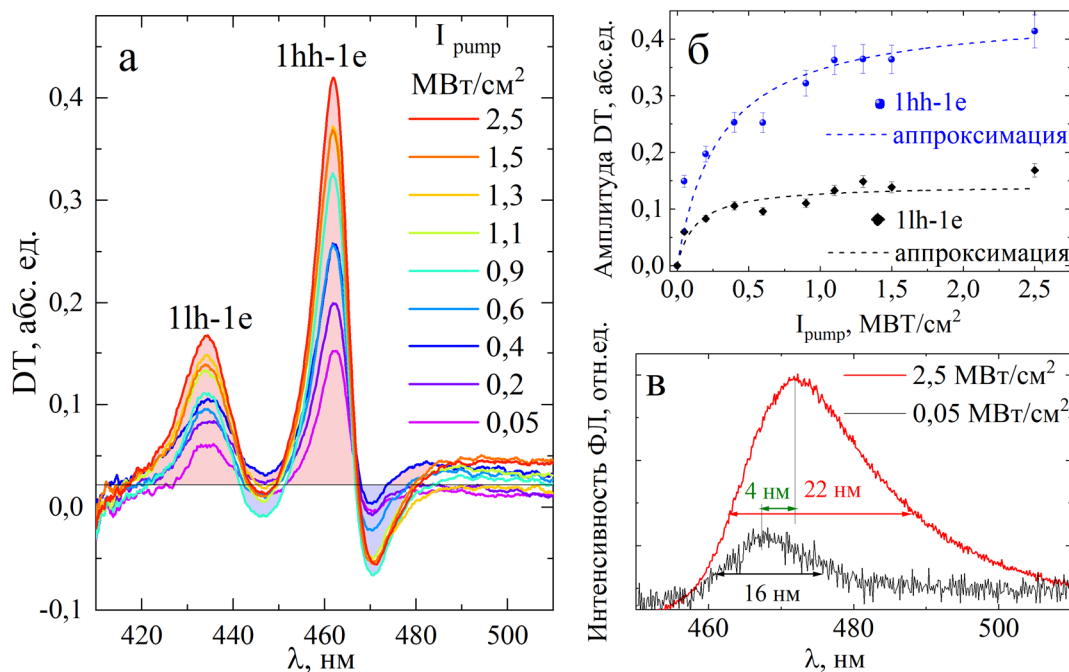 а
I pump
МВт/см²
1hh-1e
1lh-1e
2,5
1,5
1,3
1,1
0,9
0,6
0,4
0,2
0,05
DT, абс. ед.
0,4
0,3
0,2
0,1
0,0
-0,1
420 440 460 480 500
λ, нм
б
Амплитуда DT, абс.ед.
0,4
0,3
0,2
0,1
0,0
1hh-1e
аппроксимация
1lh-1e
аппроксимация
0,0 0,5 1,0 1,5 2,0 2,5
I pump, МВТ/см²
в
Интенсивность ФЛ, отн.ед.
2,5 МВт/см²
0,05 МВт/см²
4 нм 22 нм
16 нм
460 480 500
λ, нм